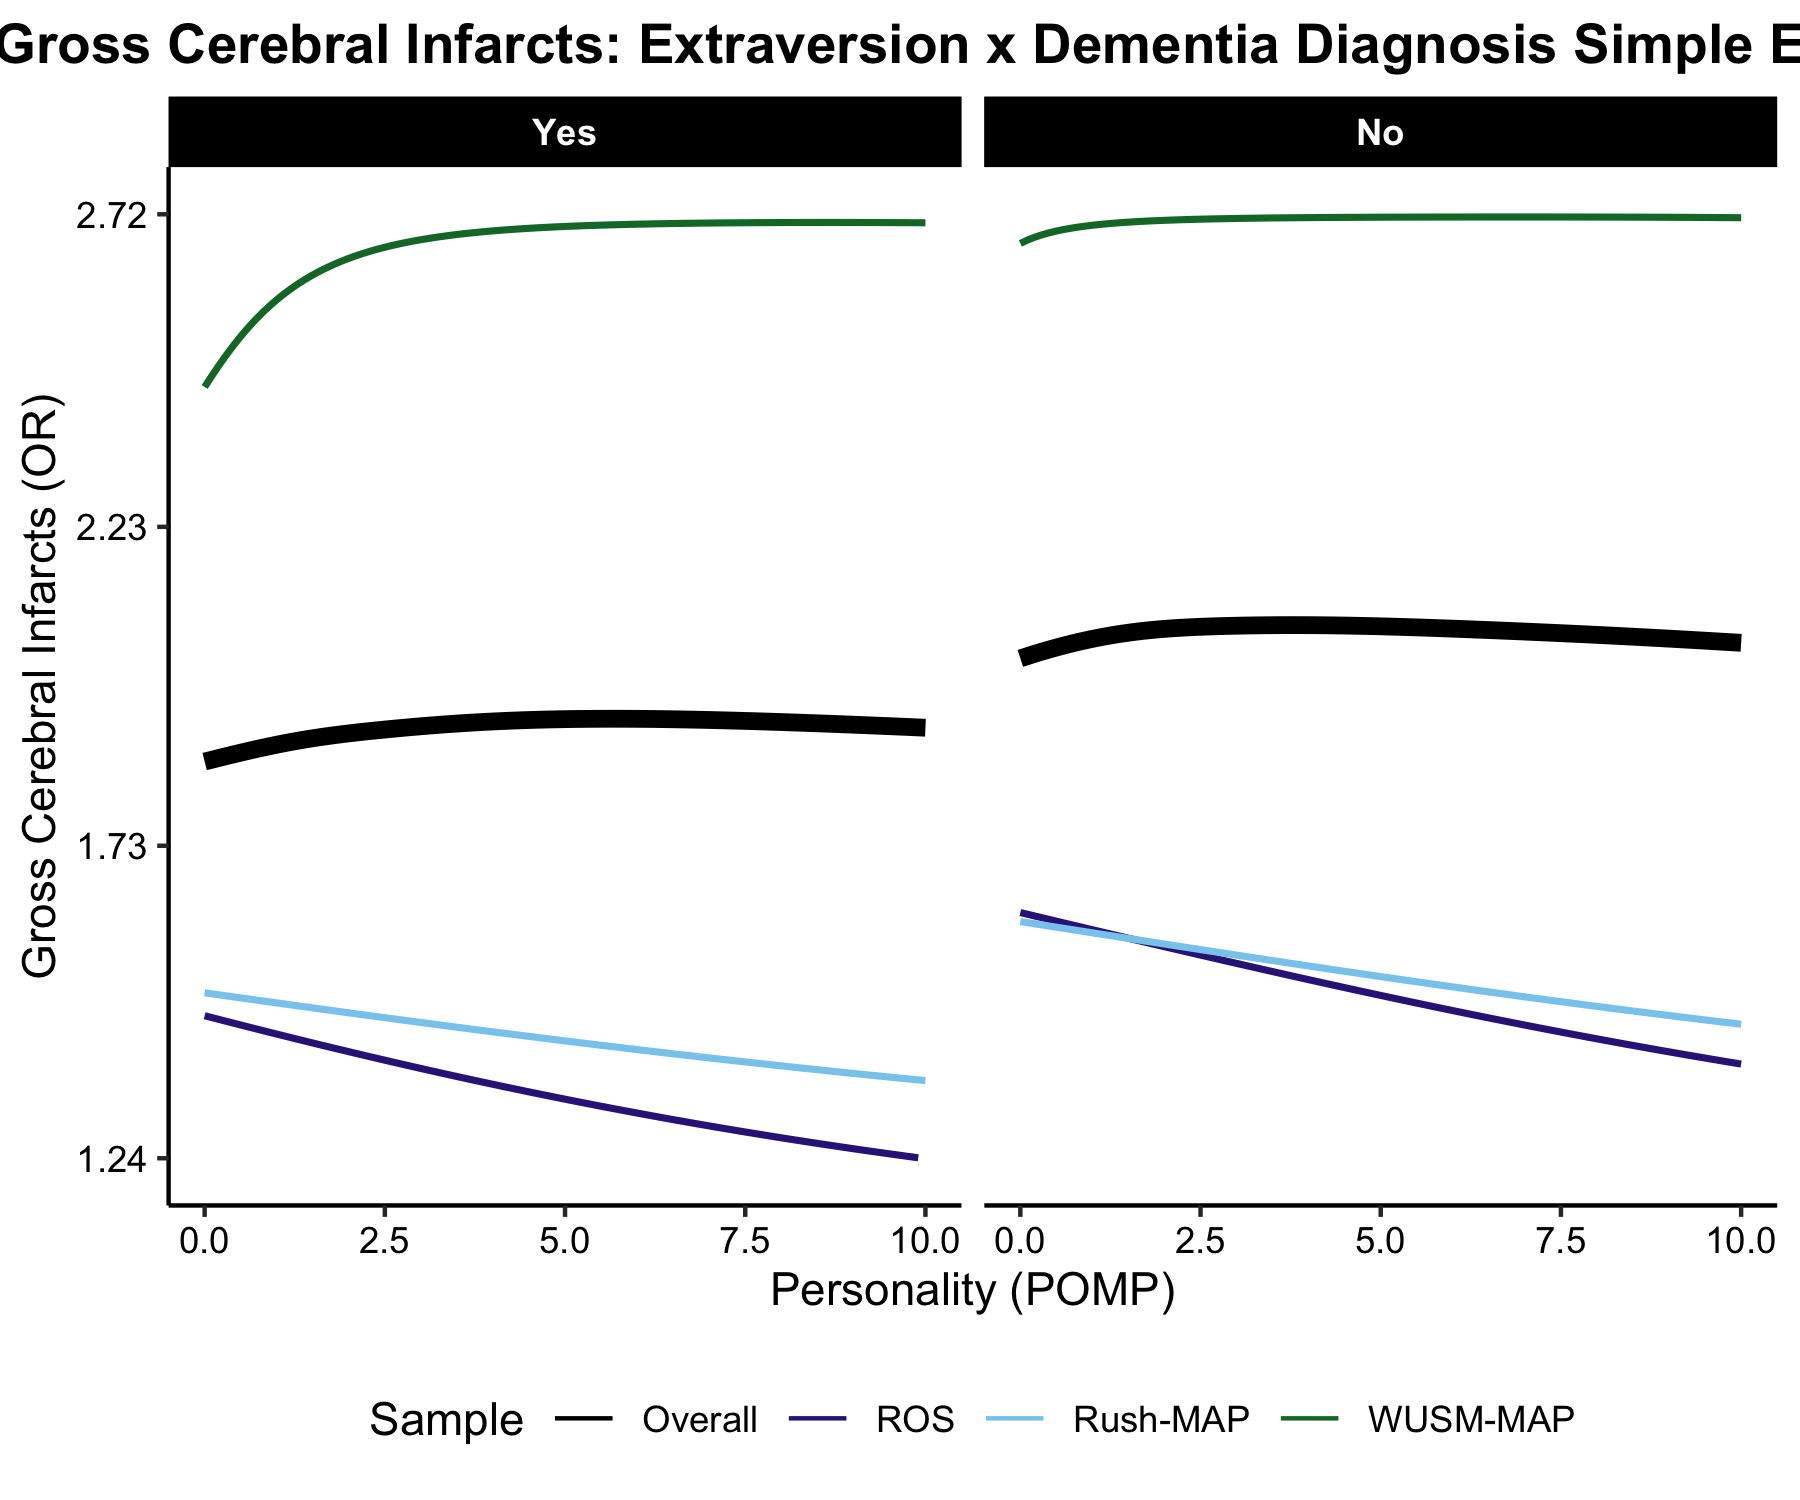 Gross Cerebral Infarcts: Extraversion x Dementia Diagnosis Simple E
Yes
No
Gross Cerebral Infarcts (OR)
2.72
2.23
1.73
1.24
0.0 2.5 5.0 7.5 10.0
0.0 2.5 5.0 7.5 10.0
Personality (POMP)
Sample Overall ROS Rush-MAP WUSM-MAP